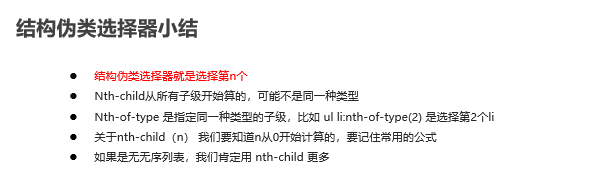 结构伪类选择器小结
结构伪类选择器就是选择第n个
Nth-child从所有子级开始算的，可能不是同一种类型
Nth-of-type 是指定同一种类型的子级，比如 ul li:nth-of-type(2) 是选择第2个li
关于nth-child（n） 我们要知道n从0开始计算的，要记住常用的公式
如果是无无序列表，我们肯定用 nth-child 更多